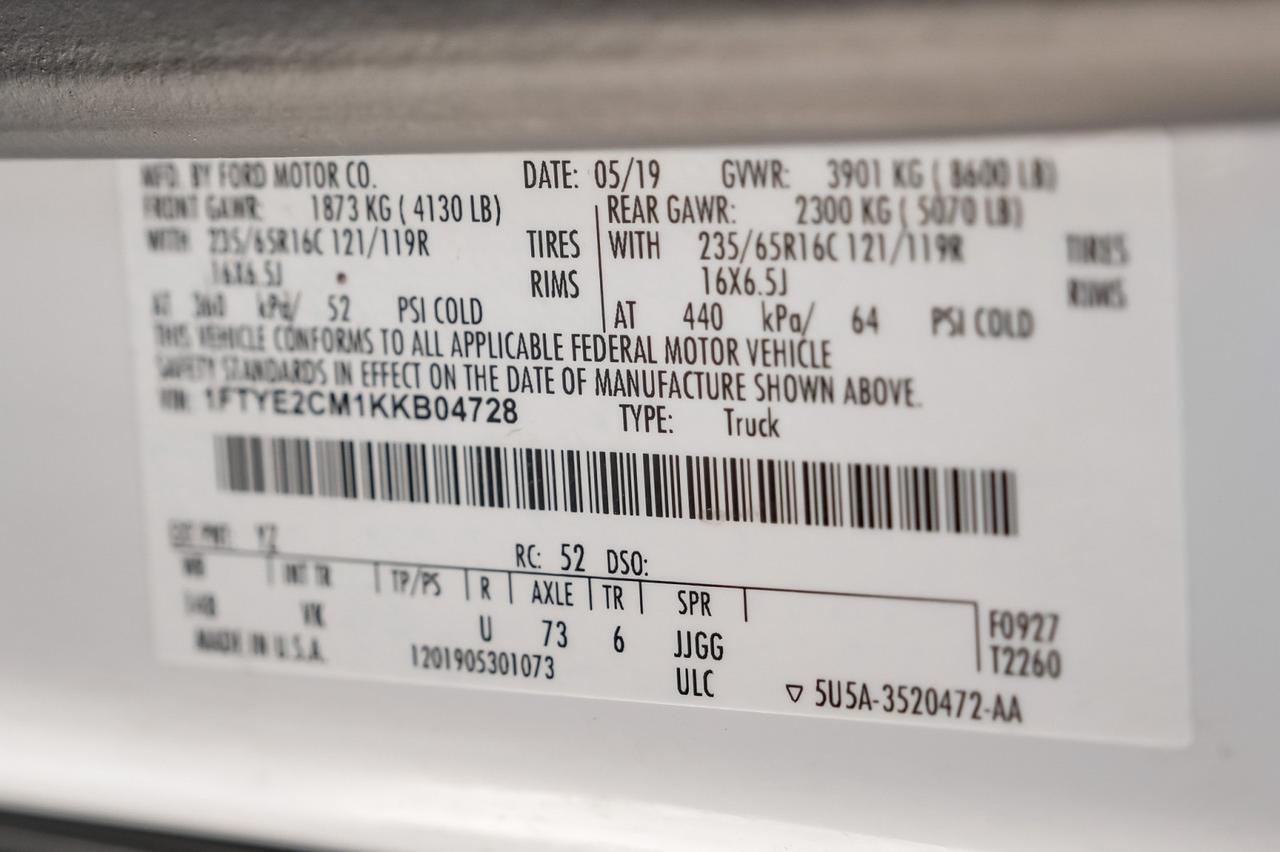 MFD. BY FORD MOTOR CO. DATE: 05/19 GVWR: 3901 KG ( 8600 LB)
FRONT GAWR: 1873 KG ( 4130 LB) REAR GAWR: 2300 KG ( 5070 LB)
WITH 235/65R16C 121/119R TIRES WITH 235/65R16C 121/119R TIRES
16X6.5J RIMS 16X6.5J RIMS
AT 360 kPa/ 52 PSI COLD AT 440 kPa/ 64 PSI COLD
THIS VEHICLE CONFORMS TO ALL APPLICABLE FEDERAL MOTOR VEHICLE
SAFETY STANDARDS IN EFFECT ON THE DATE OF MANUFACTURE SHOWN ABOVE.
VIN: 1FTYE2CM1KKB04728 TYPE: Truck
EXT PNT: YZ RC: 52 DSO:
WB INT TR TP/PS R AXLE TR SPR F0927
148 VK U 73 6 JJGG T2260
MADE IN U.S.A. 1201905301073 ULC ▽ 5U5A-3520472-AA